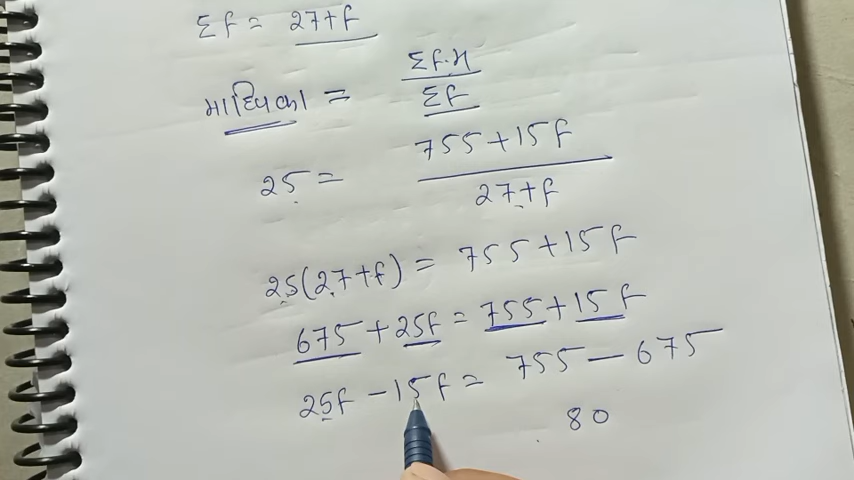 Σf = 27+f
माध्यिका = Σf.x / Σf
25 = 755+15f / 27+f
25(27+f) = 755+15f
675+25f = 755+15f
25f-15f = 755-675
80